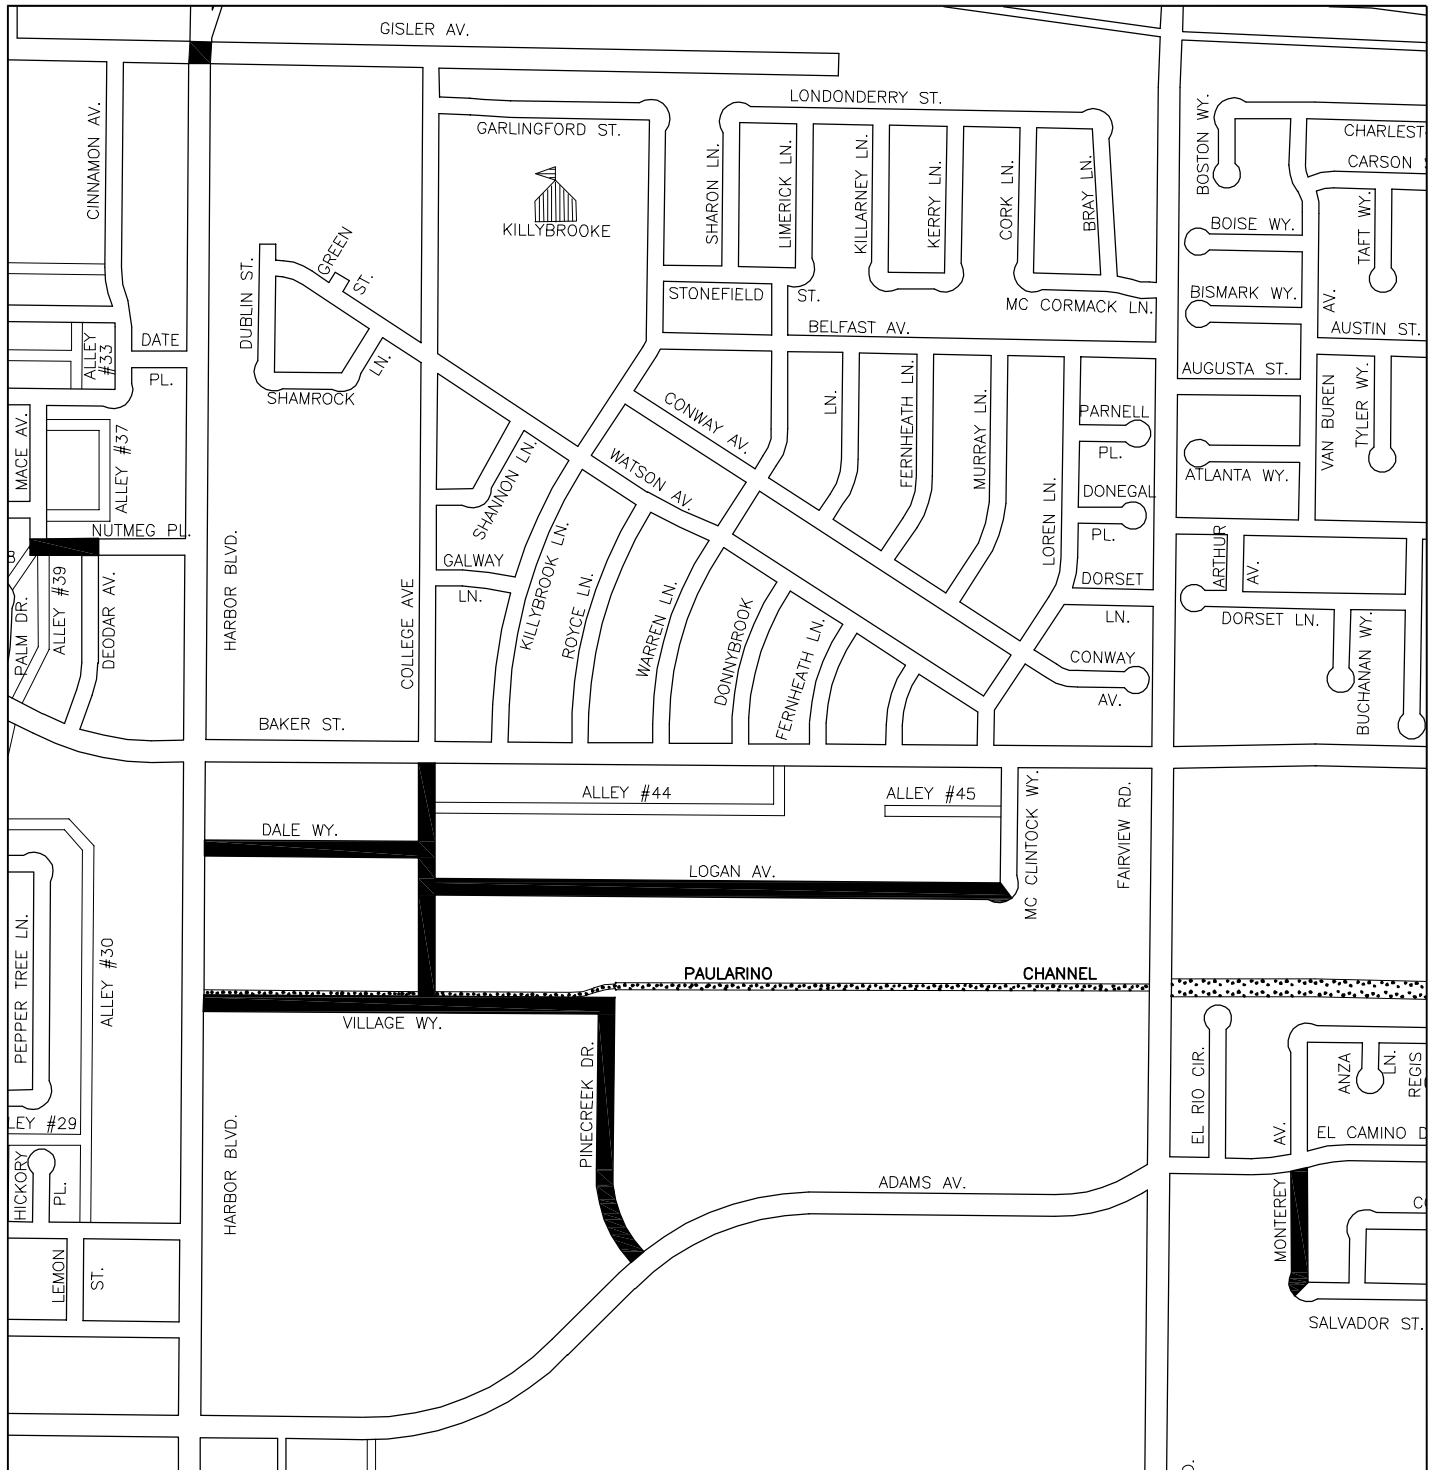 GISLER AV.
CINNAMON AV.
GARLINGFORD ST.
LONDONDERRY ST.
KILLYBROOKE
SHARON LN.
LIMERICK LN.
KILLARNEY LN.
KERRY LN.
CORK LN.
BRAY LN.
BOSTON WY.
CHARLEST
CARSON
TAFT WY.
BOISE WY.
GREEN
ST.
DUBLIN ST.
STONEFIELD
ST.
MC CORMACK LN.
BISMARK WY.
AV.
BELFAST AV.
AUSTIN ST.
DATE
PL.
ALLEY
#33
LN.
SHAMROCK
AUGUSTA ST.
VAN BUREN
TYLER WY.
CONWAY AV.
LN.
FERNHEATH LN.
MURRAY LN.
PARNELL
PL.
MACE AV.
ALLEY #37
WATSON AV.
SHANNON LN.
ATLANTA WY.
DONEGAL
PL.
NUTMEG PL.
B
ALLEY #39
DEODAR AV.
PALM DR.
HARBOR BLVD.
COLLEGE AVE
GALWAY
LN.
KILLYBROOK LN.
ROYCE LN.
WARREN LN.
DONNYBROOK
FERNHEATH LN.
LOREN LN.
DORSET
LN.
ARTHUR
AV.
DORSET LN.
BUCHANAN WY.
CONWAY
AV.
BAKER ST.
ALLEY #44
ALLEY #45
MC CLINTOCK WY.
FAIRVIEW RD.
DALE WY.
LOGAN AV.
PEPPER TREE LN.
ALLEY #30
PAULARINO
CHANNEL
VILLAGE WY.
PINECREEK DR.
EL RIO CIR.
ANZA
LN.
REGIS
LEY #29
HARBOR BLVD.
AV.
EL CAMINO D
HICKORY
PL.
ADAMS AV.
MONTEREY
LEMON
ST.
SALVADOR ST.